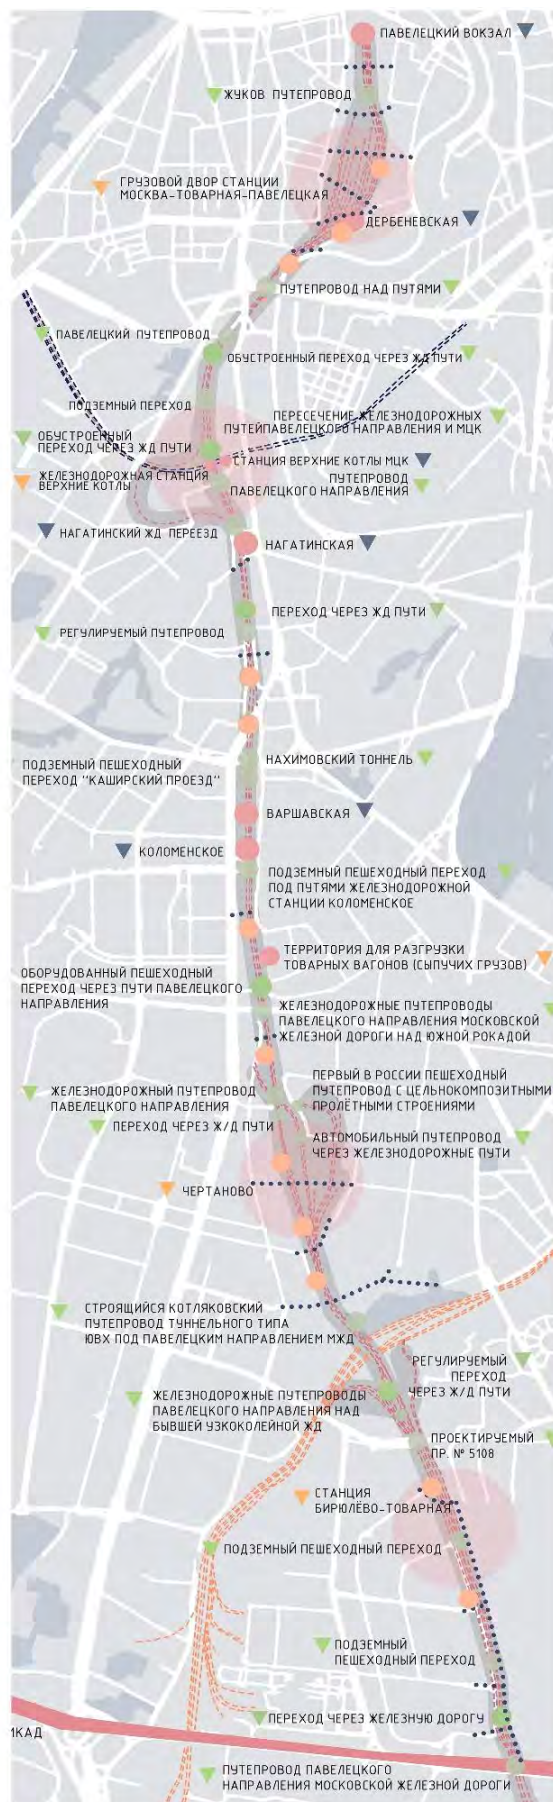 ПАВЕЛЕЦКИЙ ВОКЗАЛ
ЖУКОВ ПУТЕПРОВОД
ГРУЗОВОЙ ДВОР СТАНЦИИ
МОСКВА-ТОВАРНАЯ-ПАВЕЛЕЦКАЯ
ДЕРБЕНЕВСКАЯ
ПУТЕПРОВОД НАД ПУТЯМИ
ПАВЕЛЕЦКИЙ ПУТЕПРОВОД
ОБУСТРОЕННЫЙ ПЕРЕХОД ЧЕРЕЗ ЖД ПУТИ
ПОДЗЕМНЫЙ ПЕРЕХОД
ПЕРЕСЕЧЕНИЕ ЖЕЛЕЗНОДОРОЖНЫХ
ПУТЕЙПАВЕЛЕЦКОГО НАПРАВЛЕНИЯ И МЦК
ОБУСТРОЕННЫЙ
ПЕРЕХОД ЧЕРЕЗ ЖД ПУТИ
СТАНЦИЯ ВЕРХНИЕ КОТЛЫ МЦК
ЖЕЛЕЗНОДОРОЖНАЯ СТАНЦИЯ
ВЕРХНИЕ КОТЛЫ
ПУТЕПРОВОД
ПАВЕЛЕЦКОГО НАПРАВЛЕНИЯ
НАГАТИНСКИЙ ЖД ПЕРЕЕЗД
НАГАТИНСКАЯ
ПЕРЕХОД ЧЕРЕЗ ЖД ПУТИ
РЕГУЛИРУЕМЫЙ ПУТЕПРОВОД
ПОДЗЕМНЫЙ ПЕШЕХОДНЫЙ
ПЕРЕХОД "КАШИРСКИЙ ПРОЕЗД"
НАХИМОВСКИЙ ТОННЕЛЬ
ВАРШАВСКАЯ
КОЛОМЕНСКОЕ
ПОДЗЕМНЫЙ ПЕШЕХОДНЫЙ ПЕРЕХОД
ПОД ПУТЯМИ ЖЕЛЕЗНОДОРОЖНОЙ
СТАНЦИИ КОЛОМЕНСКОЕ
ТЕРРИТОРИЯ ДЛЯ РАЗГРУЗКИ
ТОВАРНЫХ ВАГОНОВ (СЫПУЧИХ ГРУЗОВ)
ОБОРУДОВАННЫЙ ПЕШЕХОДНЫЙ
ПЕРЕХОД ЧЕРЕЗ ПУТИ ПАВЕЛЕЦКОГО
НАПРАВЛЕНИЯ
ЖЕЛЕЗНОДОРОЖНЫЕ ПУТЕПРОВОДЫ
ПАВЕЛЕЦКОГО НАПРАВЛЕНИЯ МОСКОВСКОЙ
ЖЕЛЕЗНОЙ ДОРОГИ НАД ЮЖНОЙ РОКАДОЙ
ПЕРВЫЙ В РОССИИ ПЕШЕХОДНЫЙ
ПУТЕПРОВОД С ЦЕЛЬНОКОМПОЗИТНЫМИ
ПРОЛЁТНЫМИ СТРОЕНИЯМИ
ЖЕЛЕЗНОДОРОЖНЫЙ ПУТЕПРОВОД
ПАВЕЛЕЦКОГО НАПРАВЛЕНИЯ
ПЕРЕХОД ЧЕРЕЗ Ж/Д ПУТИ
АВТОМОБИЛЬНЫЙ ПУТЕПРОВОД
ЧЕРЕЗ ЖЕЛЕЗНОДОРОЖНЫЕ ПУТИ
ЧЕРТАНОВО
СТРОЯЩИЙСЯ КОТЛЯКОВСКИЙ
ПУТЕПРОВОД ТУННЕЛЬНОГО ТИПА
ЮВХ ПОД ПАВЕЛЕЦКИМ НАПРАВЛЕНИЕМ МЖД
РЕГУЛИРУЕМЫЙ
ПЕРЕХОД
ЧЕРЕЗ Ж/Д ПУТИ
ЖЕЛЕЗНОДОРОЖНЫЕ ПУТЕПРОВОДЫ
ПАВЕЛЕЦКОГО НАПРАВЛЕНИЯ НАД
БЫВШЕЙ УЗКОКОЛЕЙНОЙ ЖД
ПРОЕКТИРУЕМЫЙ
ПР. № 5108
СТАНЦИЯ
БИРЮЛЁВО-ТОВАРНАЯ
ПОДЗЕМНЫЙ ПЕШЕХОДНЫЙ ПЕРЕХОД
ПОДЗЕМНЫЙ
ПЕШЕХОДНЫЙ ПЕРЕХОД
ПЕРЕХОД ЧЕРЕЗ ЖЕЛЕЗНУЮ ДОРОГУ
МКАД
ПУТЕПРОВОД ПАВЕЛЕЦКОГО
НАПРАВЛЕНИЯ МОСКОВСКОЙ ЖЕЛЕЗНОЙ ДОРОГИ